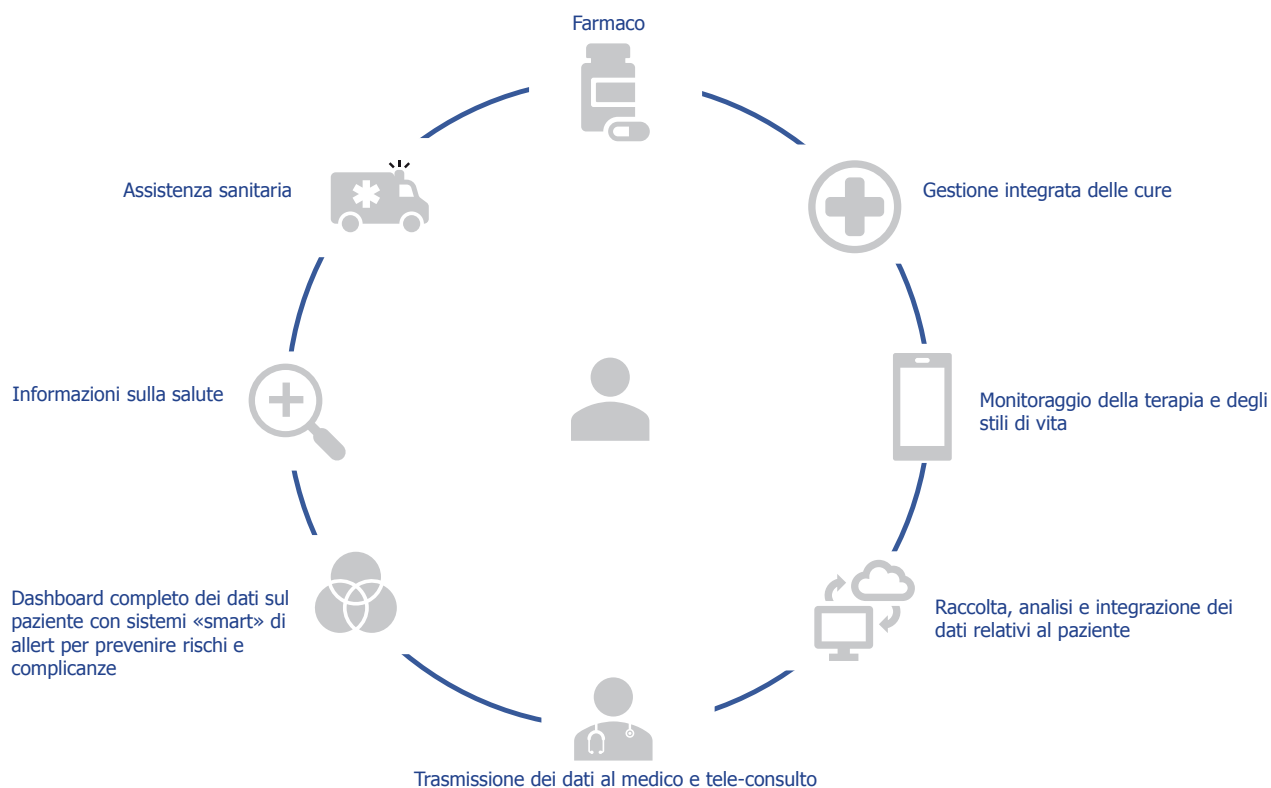 Farmaco
Assistenza sanitaria
Gestione integrata delle cure
Informazioni sulla salute
Monitoraggio della terapia e degli
stili di vita
Dashboard completo dei dati sul
paziente con sistemi «smart» di
allert per prevenire rischi e
complicanze
Raccolta, analisi e integrazione dei
dati relativi al paziente
Trasmissione dei dati al medico e tele-consulto